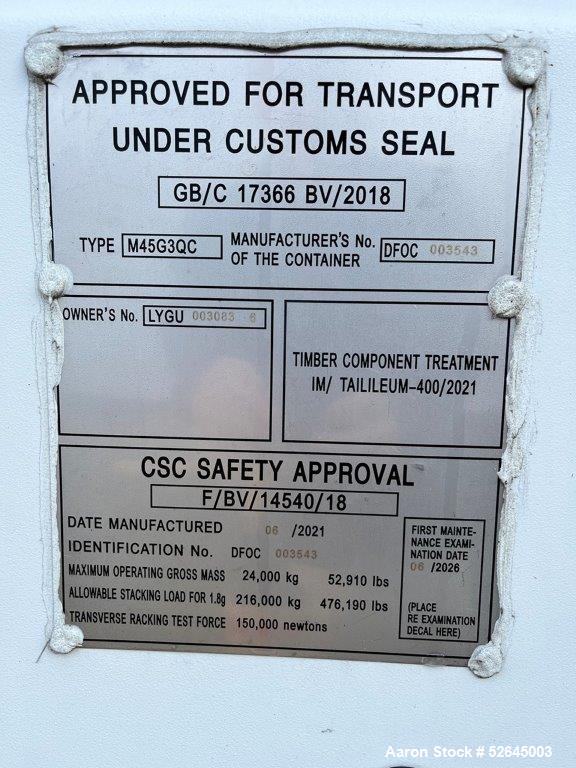 APPROVED FOR TRANSPORT
UNDER CUSTOMS SEAL
GB/C 17366 BV/2018
TYPE M45G3QC MANUFACTURER'S No. OF THE CONTAINER DFOC 003543
OWNER'S No. LYGU 003083 6
TIMBER COMPONENT TREATMENT
IM/ TAILILEUM-400/2021
CSC SAFETY APPROVAL
F/BV/14540/18
DATE MANUFACTURED 06 /2021
IDENTIFICATION No. DFOC 003543
MAXIMUM OPERATING GROSS MASS 24,000 kg 52,910 lbs
ALLOWABLE STACKING LOAD FOR 1.8g 216,000 kg 476,190 lbs
TRANSVERSE RACKING TEST FORCE 150,000 newtons
FIRST MAINTE-
NANCE EXAMI-
NATION DATE
06 /2026
(PLACE
RE EXAMINATION
DECAL HERE)
Aaron Stock # 52645003